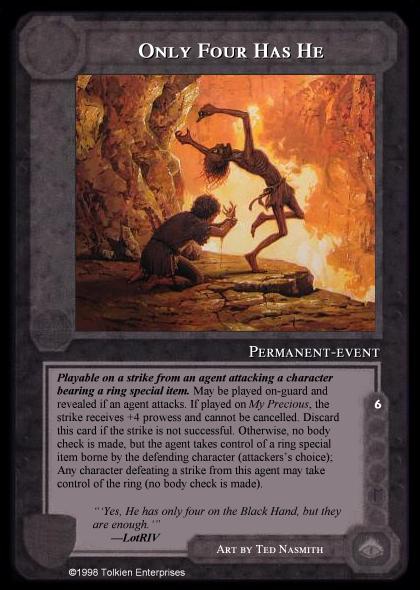 Only Four Has He
Permanent-event
Playable on a strike from an agent attacking a character
bearing a ring special item. May be played on-guard and
revealed if an agent attacks. If played on My Precious, the
strike receives +4 prowess and cannot be cancelled. Discard
this card if the strike is not successful. Otherwise, no body
check is made, but the agent takes control of a ring special
item borne by the defending character (attackers's choice);
Any character defeating a strike from this agent may take
control of the ring (no body check is made).
6
"'Yes, He has only four on the Black Hand, but they
are enough.'"
—LotRIV
Art by Ted Nasmith
©1998 Tolkien Enterprises